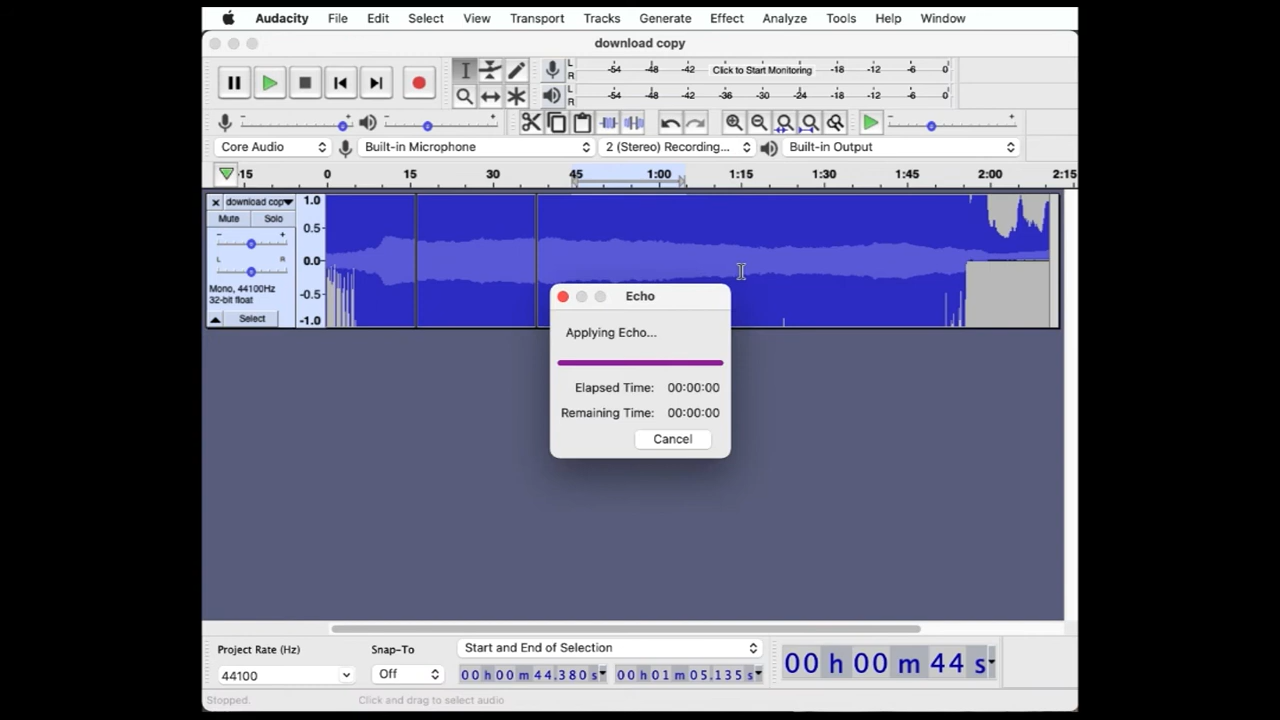 Audacity File Edit Select View Transport Tracks Generate Effect Analyze Tools Help Window
download copy
L R -54 -48 -42 Click to Start Monitoring -18 -12 -6 0
L R -54 -48 -42 -36 -30 -24 -18 -12 -6 0
- + - + - +
Core Audio Built-in Microphone 2 (Stereo) Recording... Built-in Output
-15 0 15 30 45 1:00 1:15 1:30 1:45 2:00 2:15
× download cop 1.0
Mute Solo
- + 0.5
L R 0.0
Mono, 44100Hz
32-bit float -0.5
Select -1.0
Echo
Applying Echo...
Elapsed Time: 00:00:00
Remaining Time: 00:00:00
Cancel
Project Rate (Hz) Snap-To Start and End of Selection
44100 Off 00 h 00 m 44.380 s 00 h 01 m 05.135 s 00 h 00 m 44 s
Stopped. Click and drag to select audio